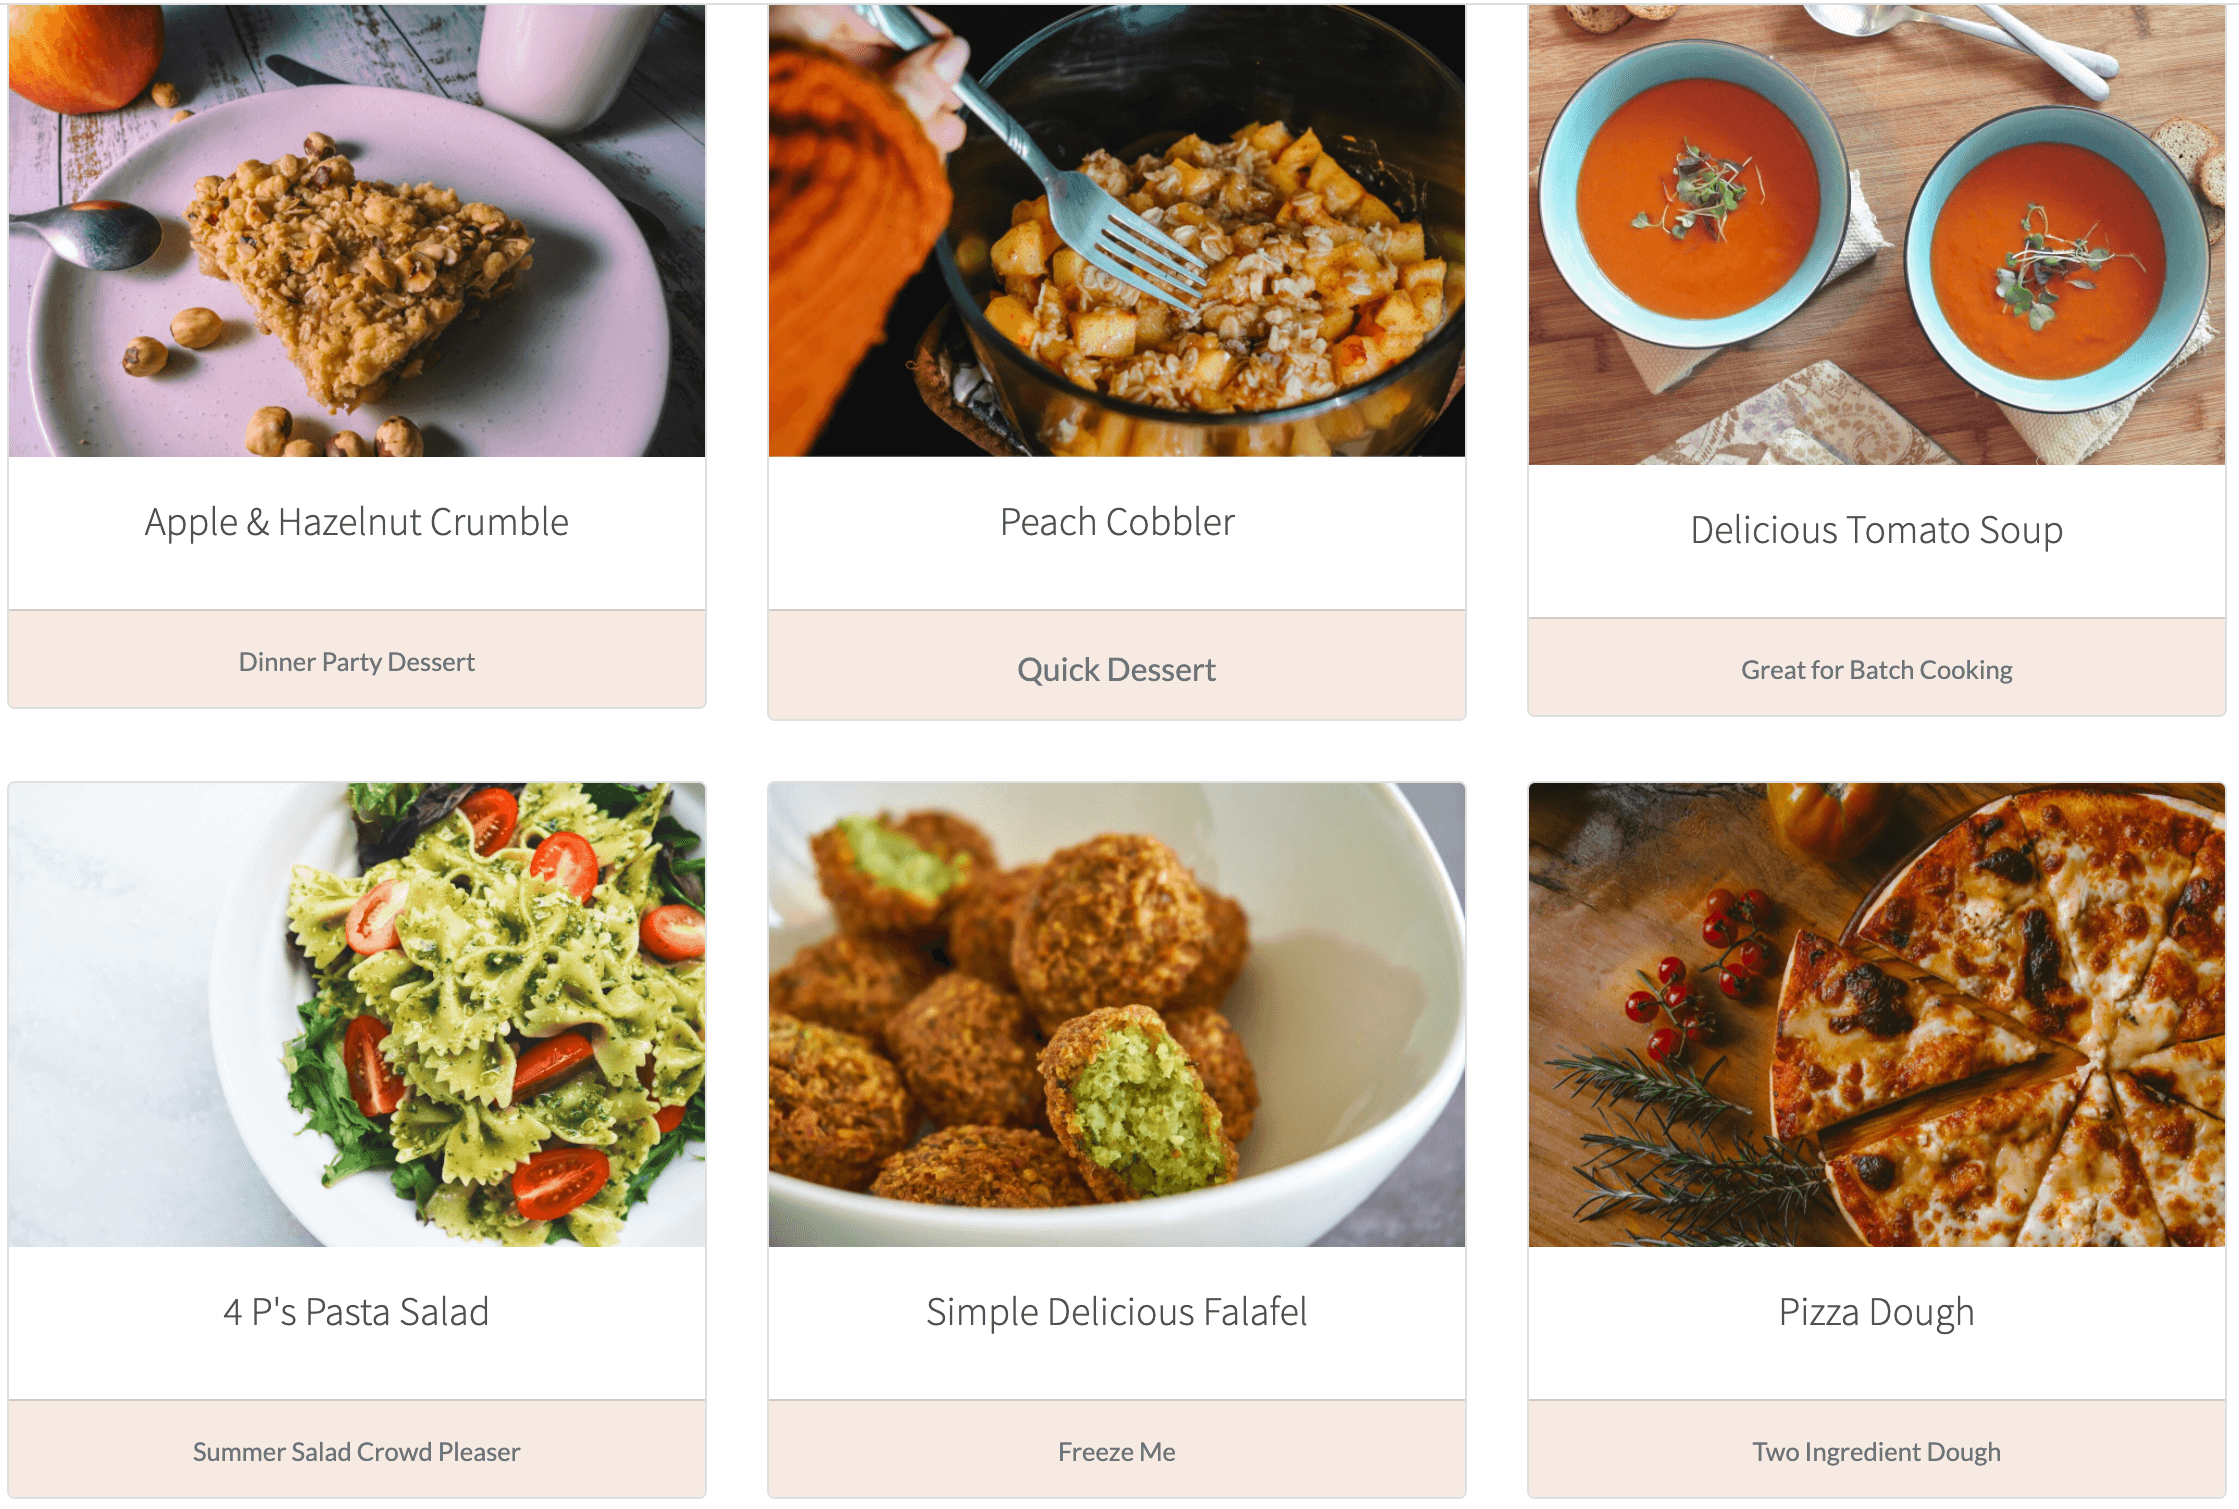 Apple & Hazelnut Crumble
Dinner Party Dessert
Peach Cobbler
Quick Dessert
Delicious Tomato Soup
Great for Batch Cooking
4 P's Pasta Salad
Summer Salad Crowd Pleaser
Simple Delicious Falafel
Freeze Me
Pizza Dough
Two Ingredient Dough